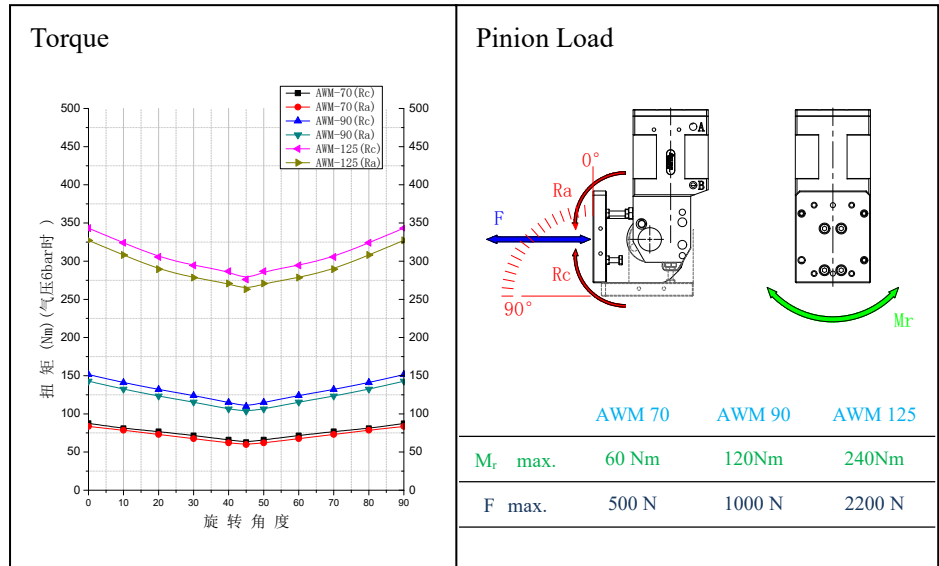 Torque
AWM-70(Rc)
AWM-70(Ra)
AWM-90(Rc)
AWM-90(Ra)
AWM-125(Rc)
AWM-125(Ra)
500
450
400
350
300
250
200
150
100
50
0
500
450
400
350
300
250
200
150
100
50
0
扭 矩 (Nm)(气压6bar时)
0 10 20 30 40 50 60 70 80 90
旋 转 角 度
Pinion Load
A
B
0°
Ra
F
Rc
90°
Mr
AWM 70 AWM 90 AWM 125
Mr max. 60 Nm 120Nm 240Nm
F max. 500 N 1000 N 2200 N